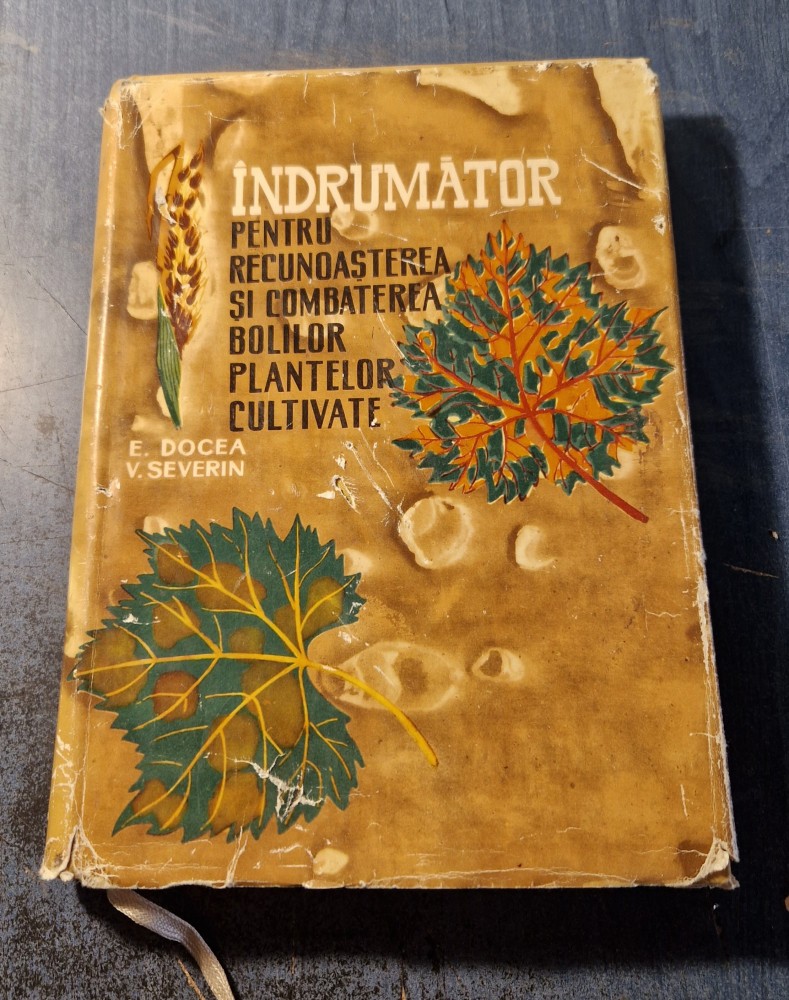 ÎNDRUMĂTOR
PENTRU
RECUNOAȘTEREA
ȘI COMBATEREA
BOLILOR
PLANTELOR
CULTIVATE
E. DOCEA
V. SEVERIN